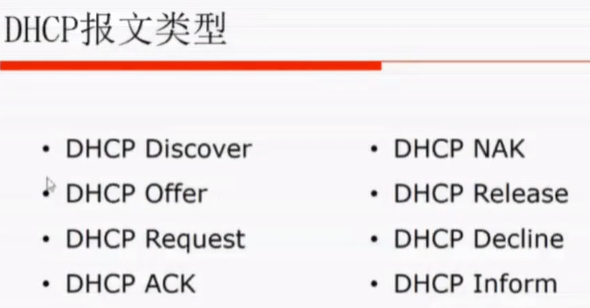 DHCP报文类型
• DHCP Discover
• DHCP Offer
• DHCP Request
• DHCP ACK
• DHCP NAK
• DHCP Release
• DHCP Decline
• DHCP Inform